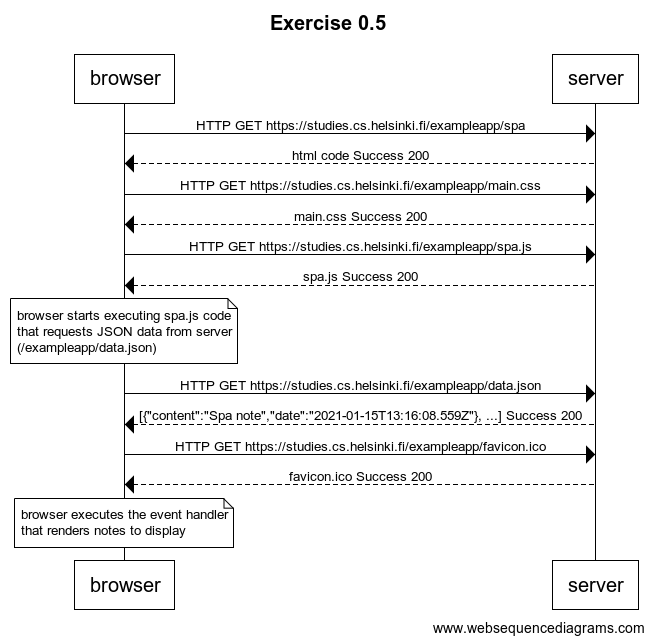 Exercise 0.5
browser
server
HTTP GET https://studies.cs.helsinki.fi/exampleapp/spa
html code Success 200
HTTP GET https://studies.cs.helsinki.fi/exampleapp/main.css
main.css Success 200
HTTP GET https://studies.cs.helsinki.fi/exampleapp/spa.js
spa.js Success 200
browser starts executing spa.js code
that requests JSON data from server
(/exampleapp/data.json)
HTTP GET https://studies.cs.helsinki.fi/exampleapp/data.json
[{"content":"Spa note","date":"2021-01-15T13:16:08.559Z"}, ...] Success 200
HTTP GET https://studies.cs.helsinki.fi/exampleapp/favicon.ico
favicon.ico Success 200
browser executes the event handler
that renders notes to display
browser
server
www.websequencediagrams.com